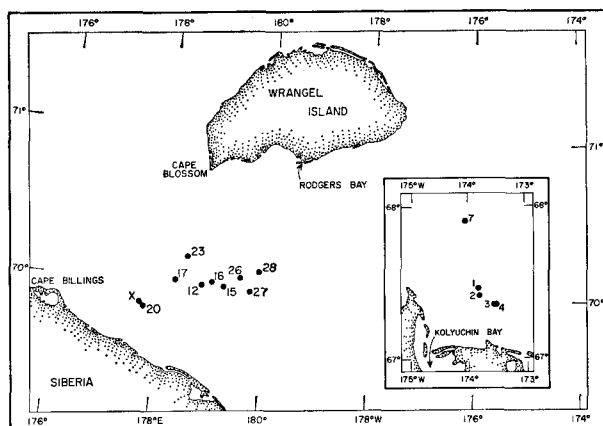 176° 178° 180° 178° 176° 174°
71° 71°
WRANGEL
ISLAND
CAPE
BLOSSOM
RODGERS BAY
175°W 174° 173°
68° 68°
7
23
28
26
16
17
12
15
27
70° 70°
CAPE BILLINGS
X
20
1
2
3
4
KOLYUCHIN BAY
67° 67°
175°W 174° 173°
SIBERIA
176° 178°E 180° 178°W 176° 174°